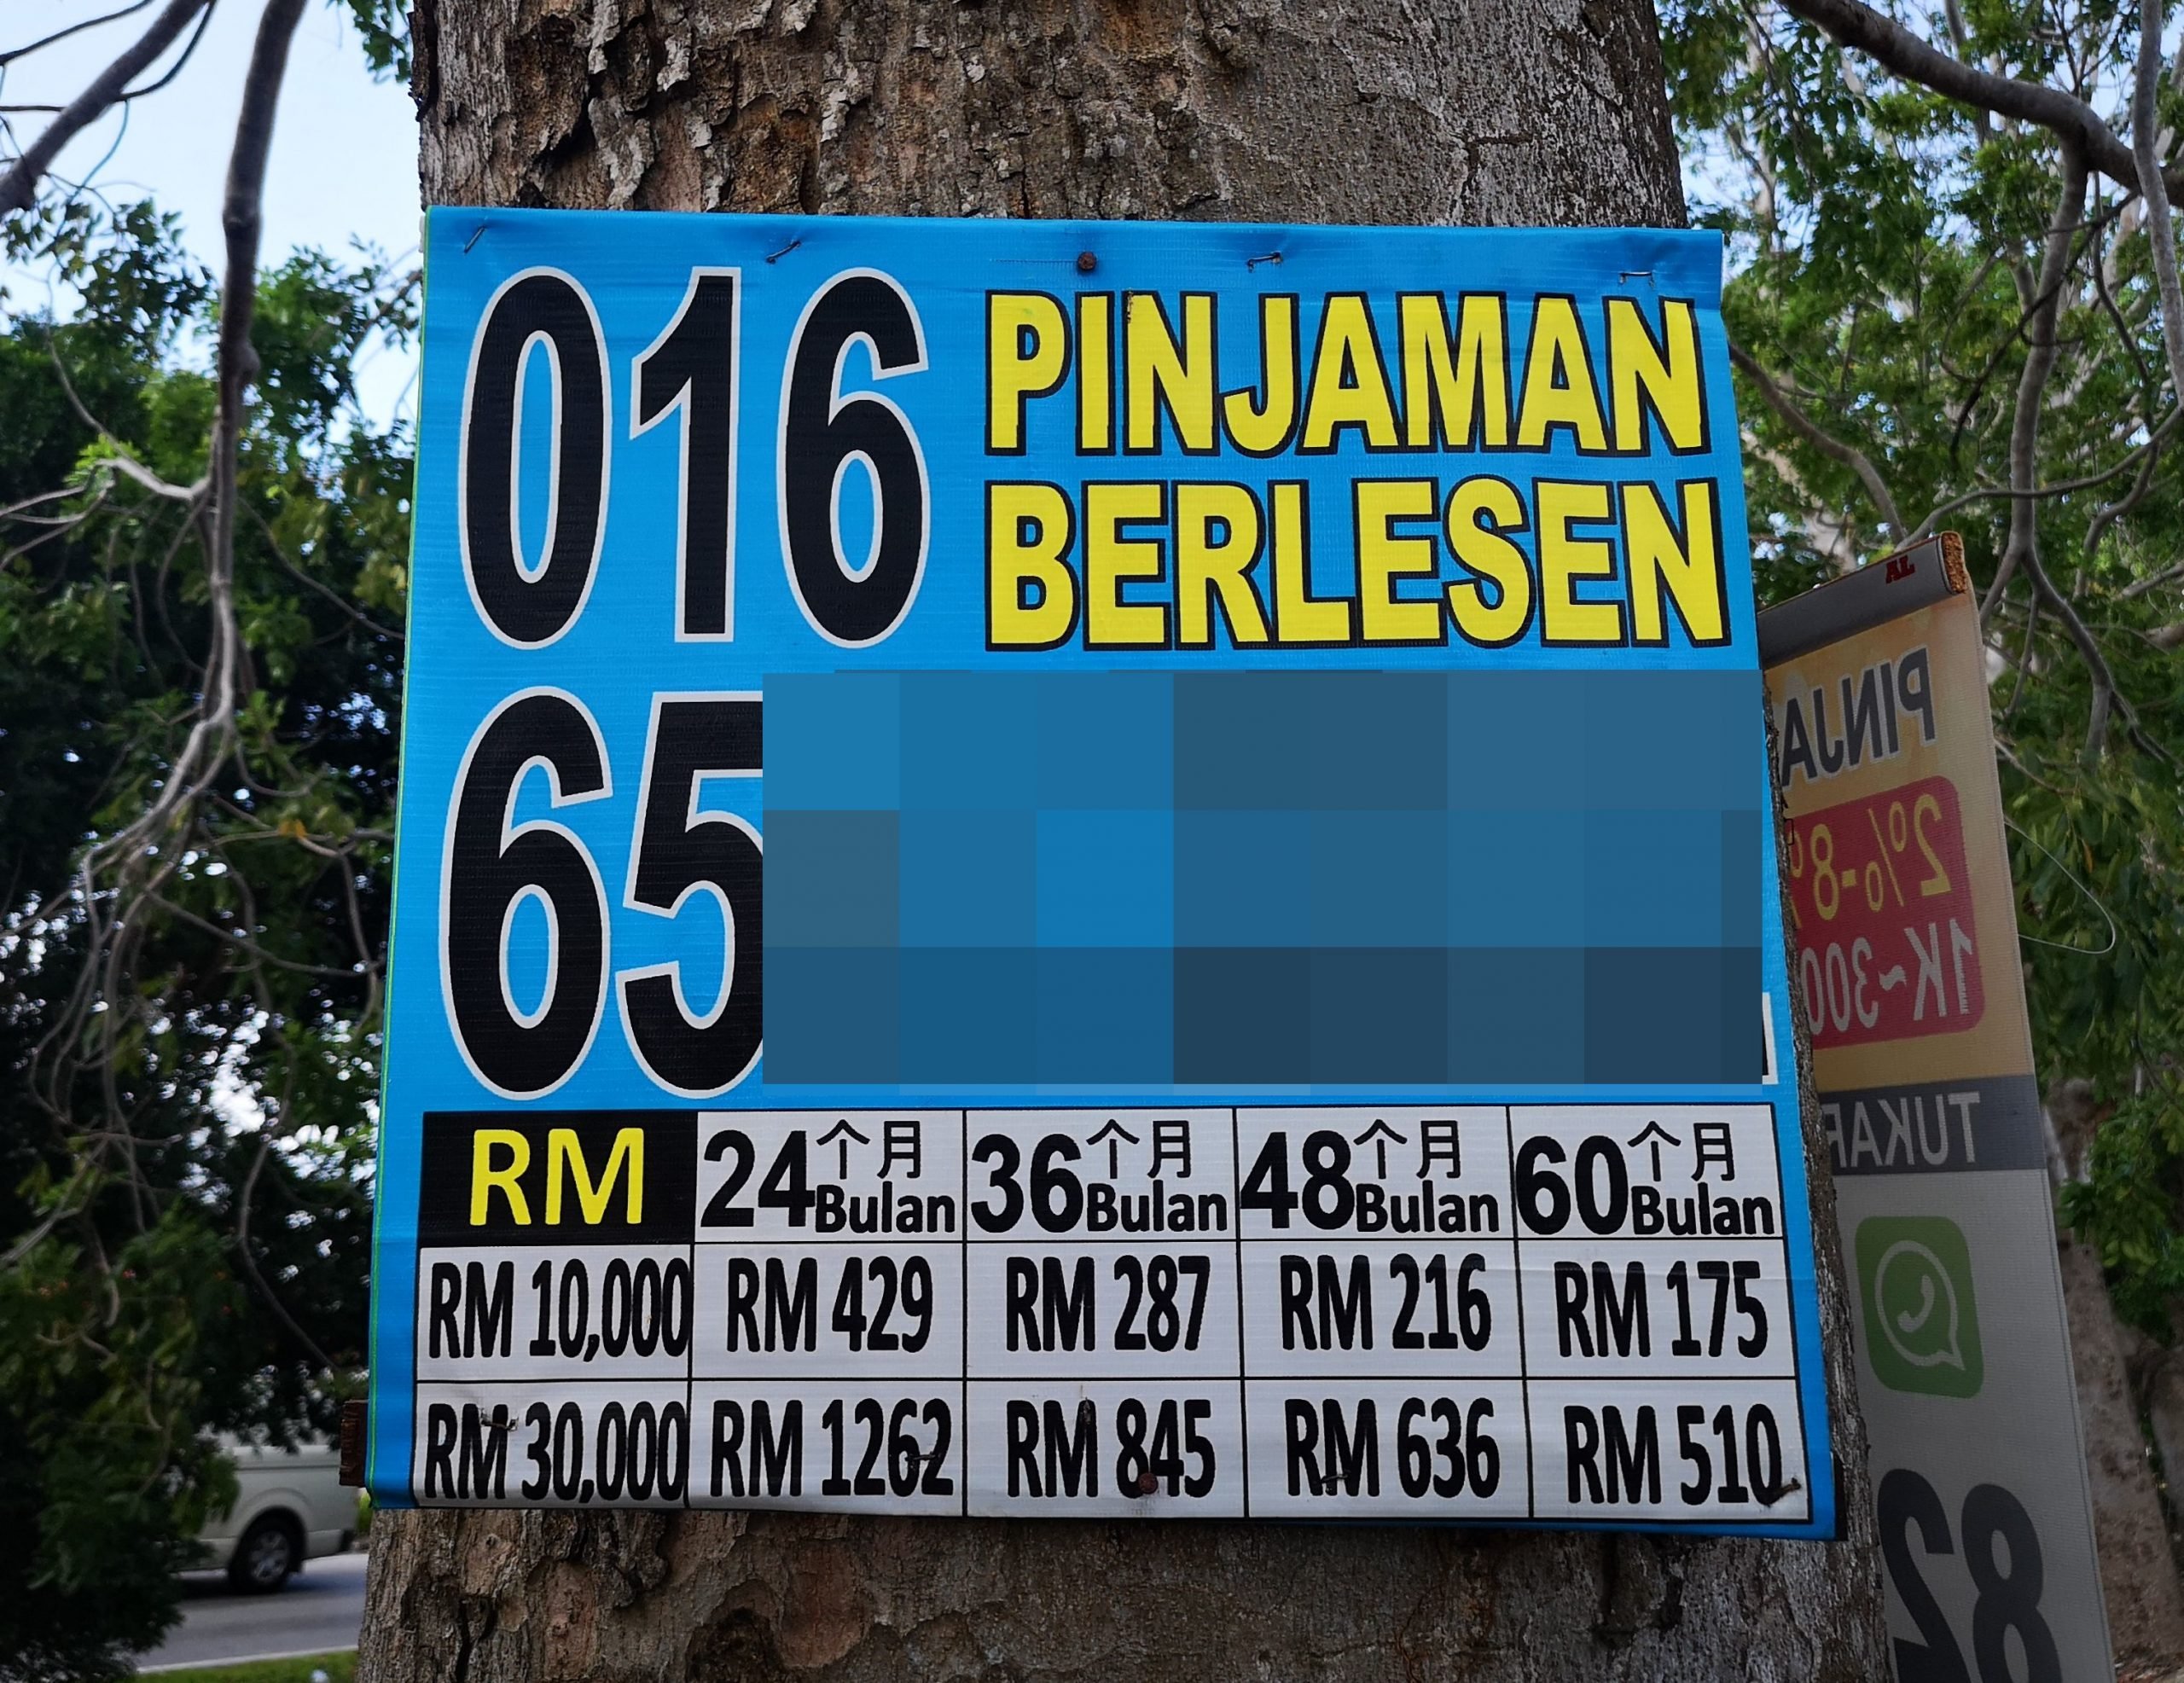 016
PINJAMAN
BERLESEN
65
RM 24个月 Bulan 36个月 Bulan 48个月 Bulan 60个月 Bulan
RM 10,000 RM 429 RM 287 RM 216 RM 175
RM 30,000 RM 1262 RM 845 RM 636 RM 510
AL
PINJA
2%-8%
1K~300
TUKAR
82